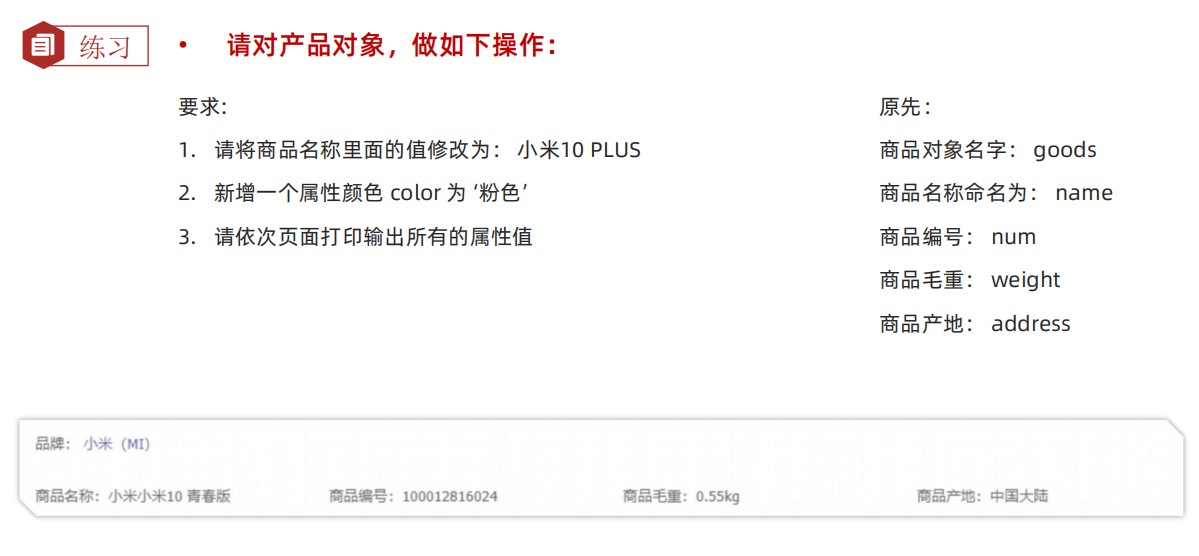 练习
• 请对产品对象，做如下操作：
要求:
1. 请将商品名称里面的值修改为： 小米10 PLUS
2. 新增一个属性颜色 color 为 ‘粉色’
3. 请依次页面打印输出所有的属性值
原先：
商品对象名字： goods
商品名称命名为： name
商品编号： num
商品毛重： weight
商品产地： address
品牌： 小米（MI）
商品名称：小米小米10 青春版 商品编号：100012816024 商品毛重：0.55kg 商品产地：中国大陆